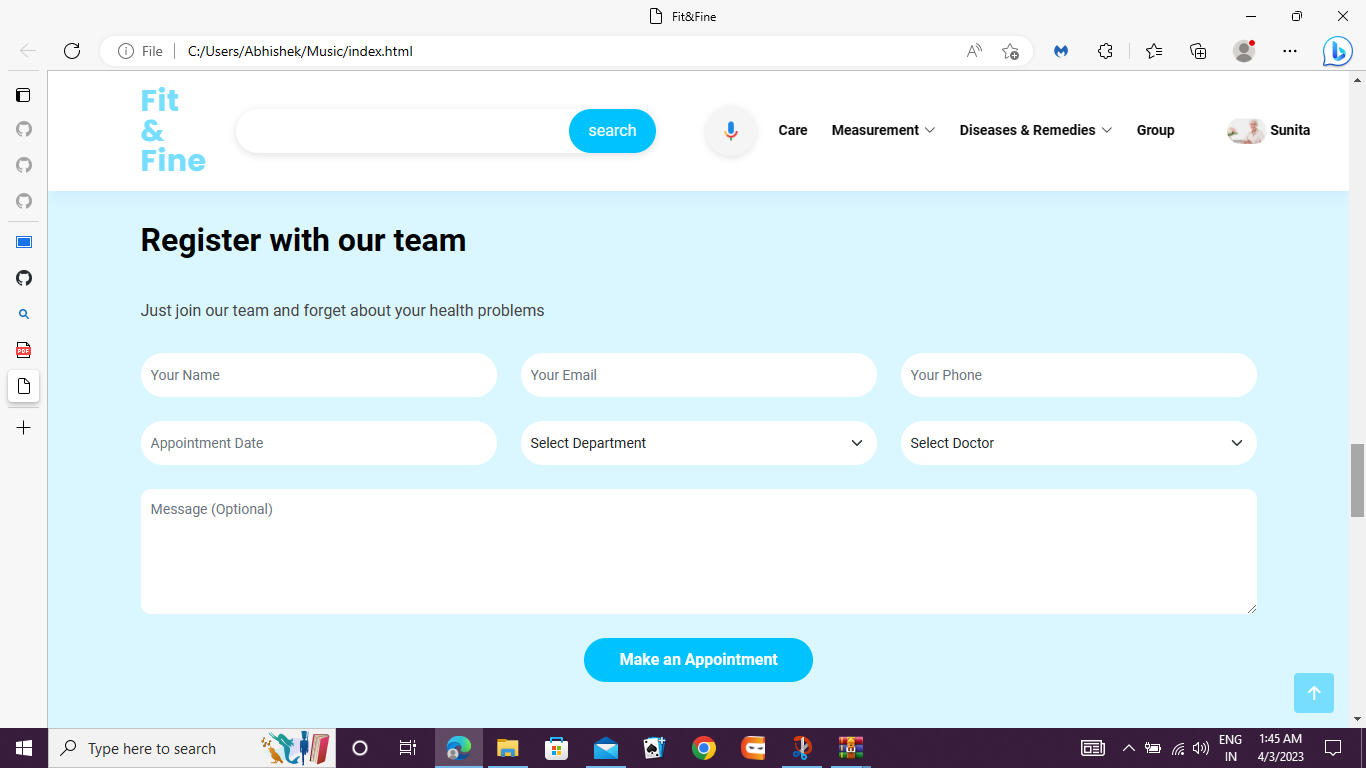 Fit&Fine
File
C:/Users/Abhishek/Music/index.html
Fit
&
Fine
search
Care
Measurement
Diseases & Remedies
Group
Sunita
Register with our team
Just join our team and forget about your health problems
Your Name
Your Email
Your Phone
Appointment Date
Select Department
Select Doctor
Message (Optional)
Make an Appointment
PDF
Type here to search
ENG
IN
1:45 AM
4/3/2023